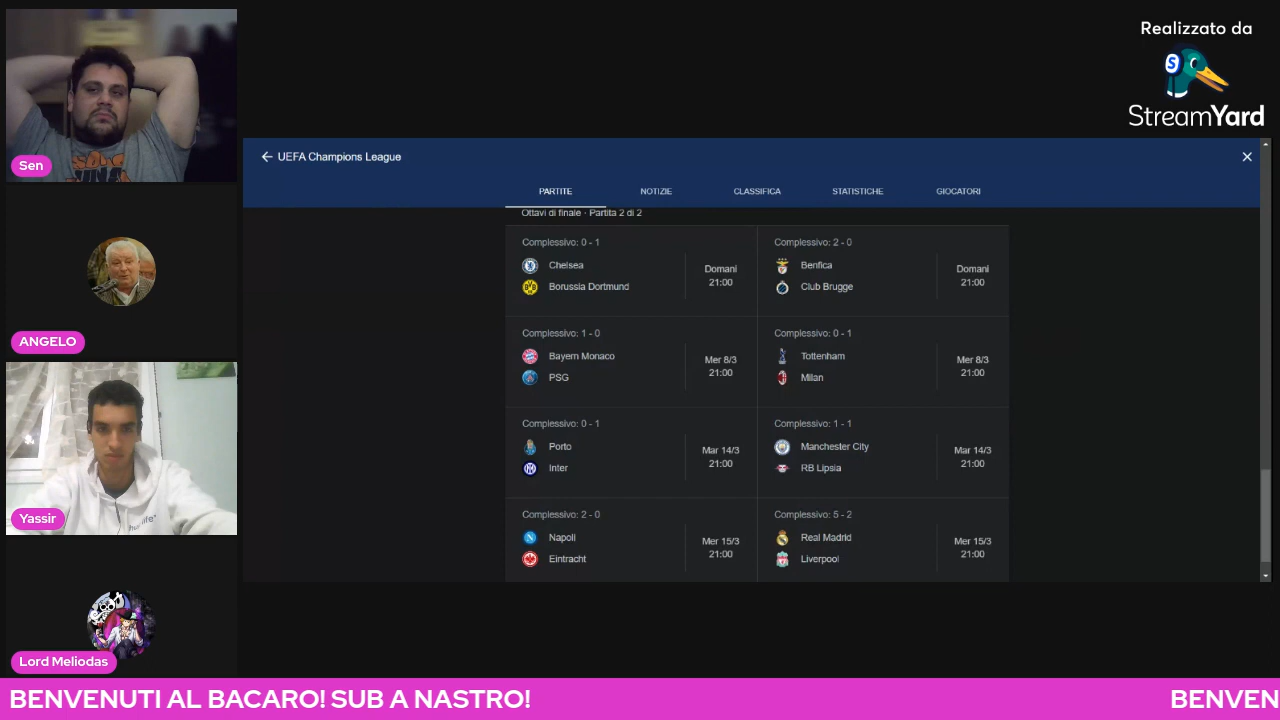 Realizzato da
StreamYard
Sen
ANGELO
Yassir
Lord Meliodas
UEFA Champions League
PARTITE
NOTIZIE
CLASSIFICA
STATISTICHE
GIOCATORI
Ottavi di finale · Partita 2 di 2
Complessivo: 0 - 1
Chelsea
Borussia Dortmund
Domani
21:00
Complessivo: 2 - 0
Benfica
Club Brugge
Domani
21:00
Complessivo: 1 - 0
Bayern Monaco
PSG
Mer 8/3
21:00
Complessivo: 0 - 1
Tottenham
Milan
Mer 8/3
21:00
Complessivo: 0 - 1
Porto
Inter
Mar 14/3
21:00
Complessivo: 1 - 1
Manchester City
RB Lipsia
Mar 14/3
21:00
Complessivo: 2 - 0
Napoli
Eintracht
Mer 15/3
21:00
Complessivo: 5 - 2
Real Madrid
Liverpool
Mer 15/3
21:00
BENVENUTI AL BACARO! SUB A NASTRO!
BENVEN